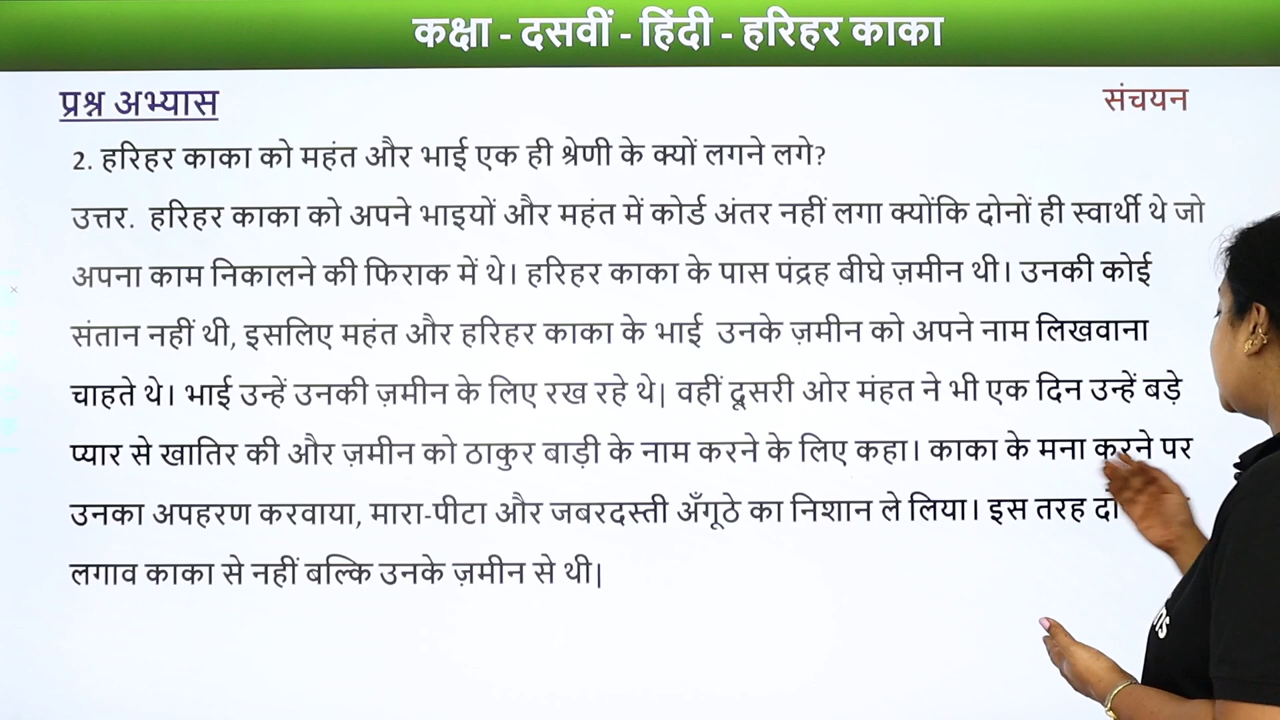 कक्षा - दसवीं - हिंदी - हरिहर काका
प्रश्न अभ्यास
संचयन
2. हरिहर काका को महंत और भाई एक ही श्रेणी के क्यों लगने लगे?
उत्तर. हरिहर काका को अपने भाइयों और महंत में कोर्ड अंतर नहीं लगा क्योंकि दोनों ही स्वार्थी थे जो
अपना काम निकालने की फिराक में थे। हरिहर काका के पास पंद्रह बीघे ज़मीन थी। उनकी कोई
संतान नहीं थी, इसलिए महंत और हरिहर काका के भाई उनके ज़मीन को अपने नाम लिखवाना
चाहते थे। भाई उन्हें उनकी ज़मीन के लिए रख रहे थे| वहीं दूसरी ओर मंहत ने भी एक दिन उन्हें बड़े
प्यार से खातिर की और ज़मीन को ठाकुर बाड़ी के नाम करने के लिए कहा। काका के मना करने पर
उनका अपहरण करवाया, मारा-पीटा और जबरदस्ती अँगूठे का निशान ले लिया। इस तरह
लगाव काका से नहीं बल्कि उनके ज़मीन से थी|